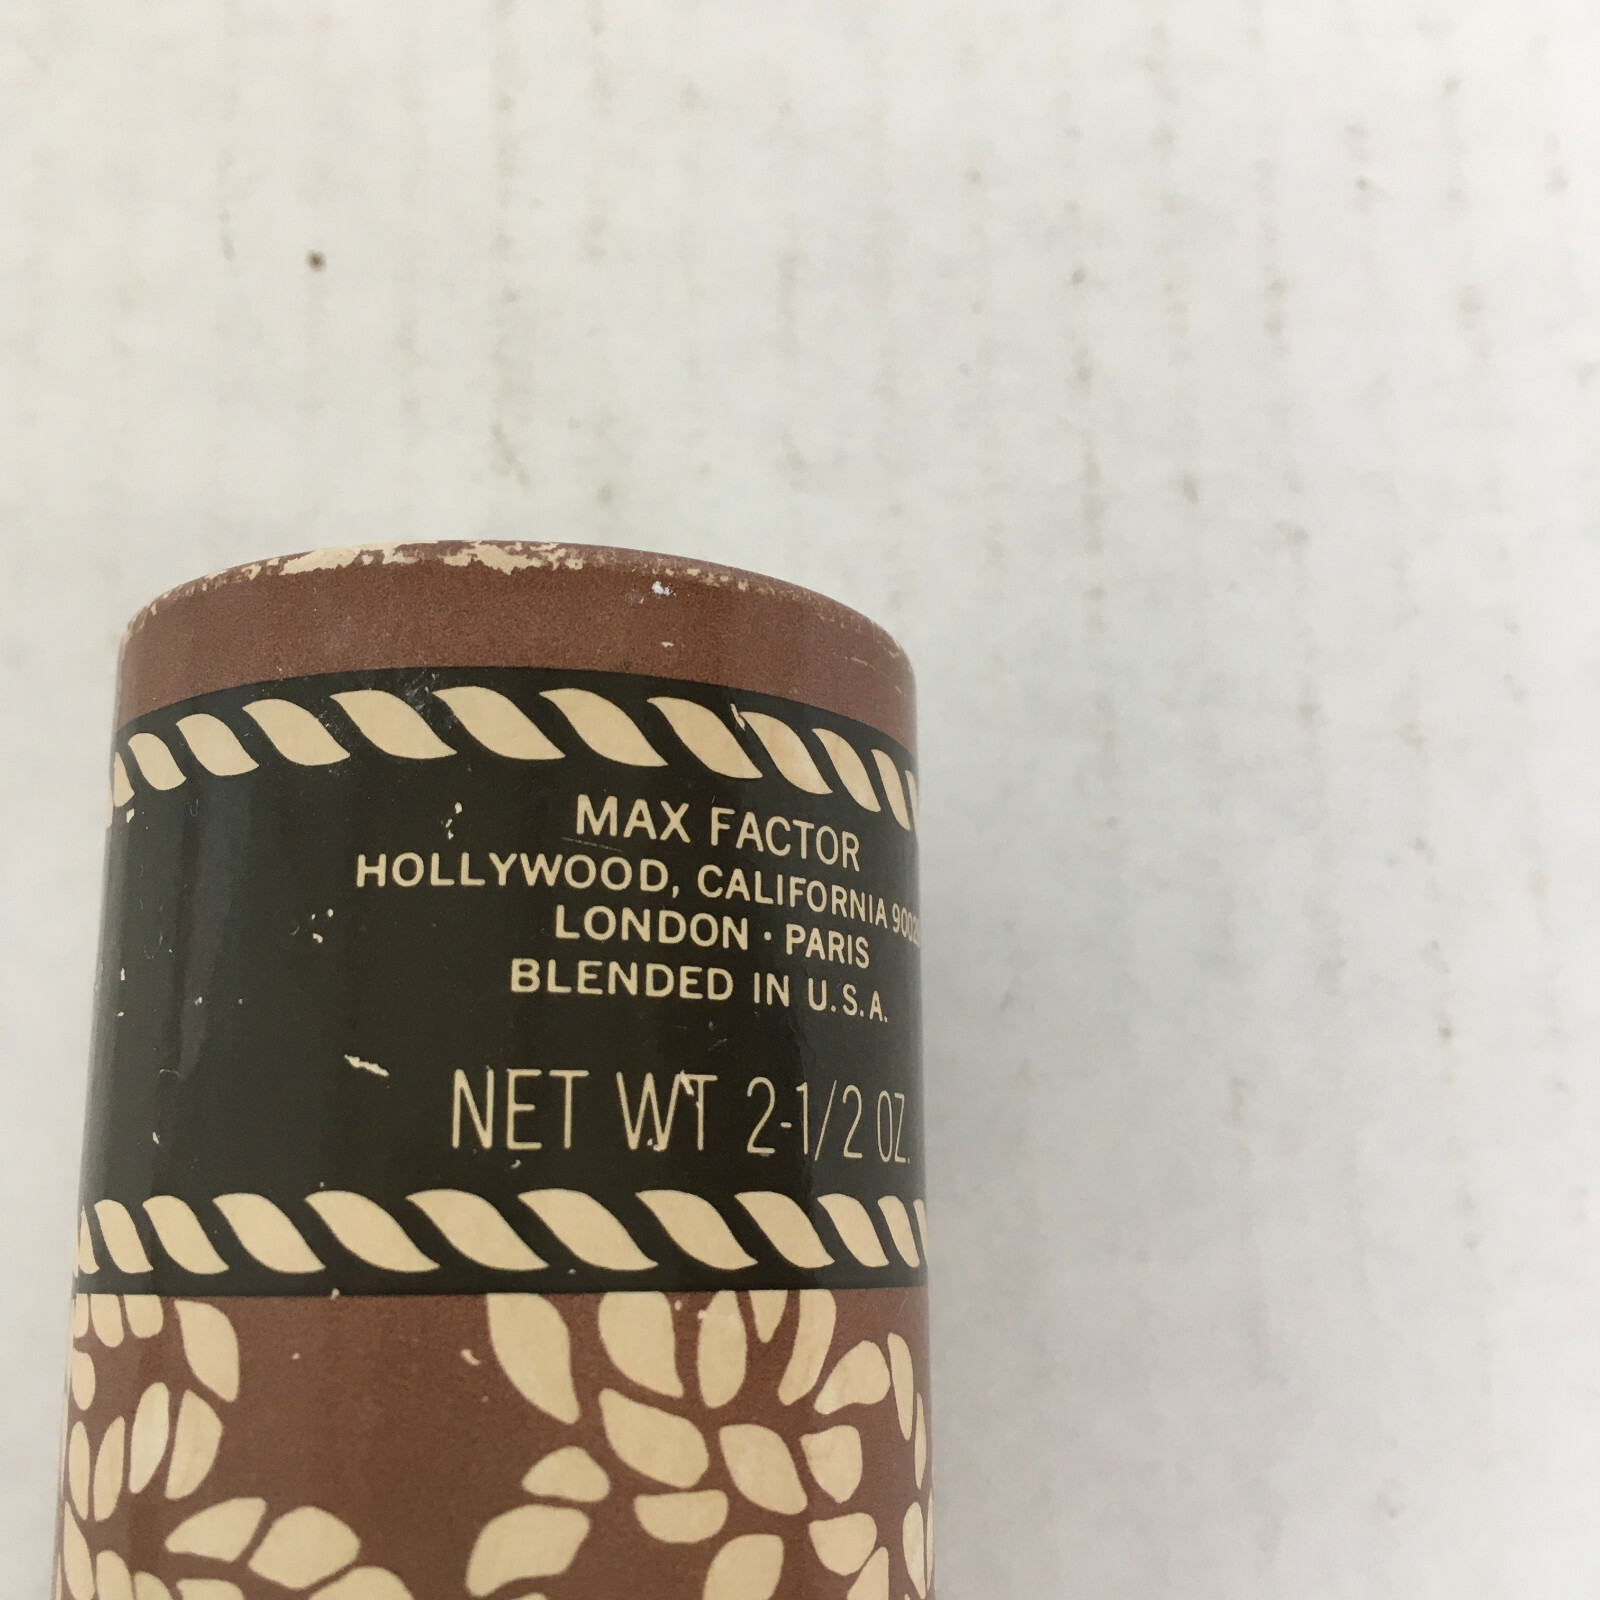 MAX FACTOR
HOLLYWOOD, CALIFORNIA
LONDON · PARIS
BLENDED IN U.S.A.
NET WT 2-1/2 OZ.